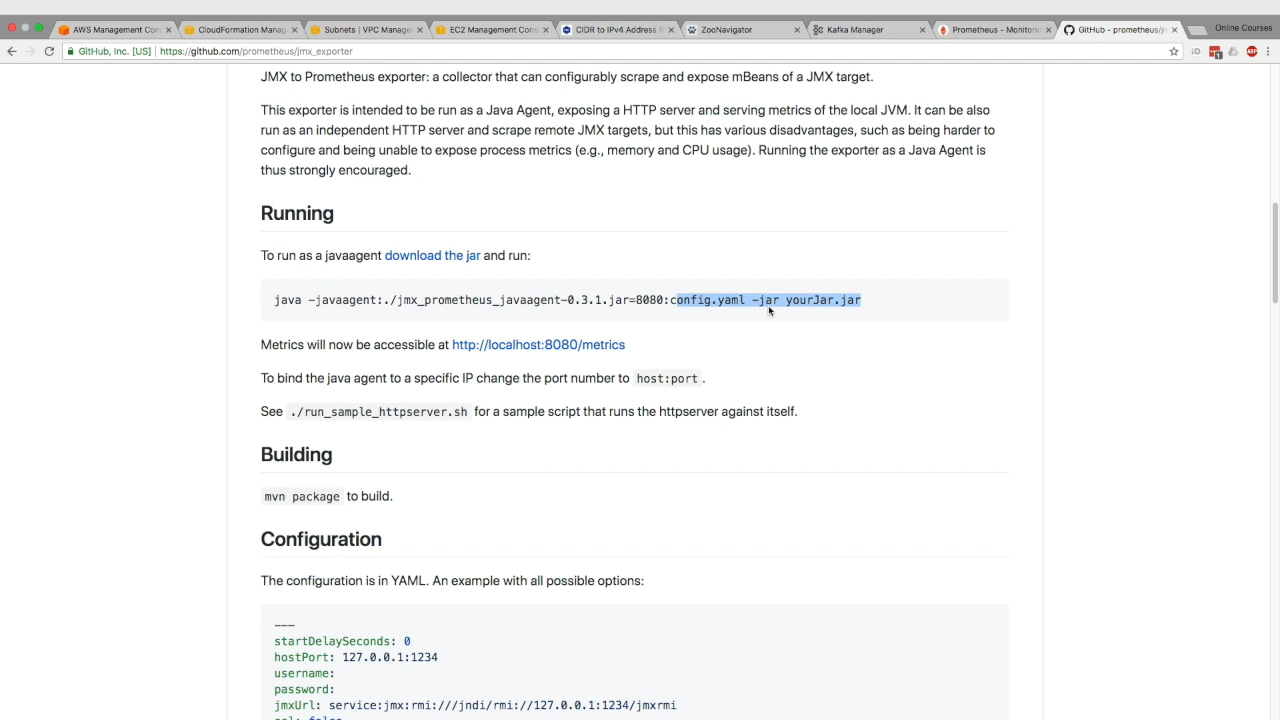 AWS Management Con
CloudFormation Manag
Subnets | VPC Manage
EC2 Management Cons
CIDR to IPv4 Address R
ZooNavigator
Kafka Manager
Prometheus - Monitorin
GitHub - prometheus/jm
Online Courses
GitHub, Inc. [US] | https://github.com/prometheus/jmx_exporter
JMX to Prometheus exporter: a collector that can configurably scrape and expose mBeans of a JMX target.
This exporter is intended to be run as a Java Agent, exposing a HTTP server and serving metrics of the local JVM. It can be also
run as an independent HTTP server and scrape remote JMX targets, but this has various disadvantages, such as being harder to
configure and being unable to expose process metrics (e.g., memory and CPU usage). Running the exporter as a Java Agent is
thus strongly encouraged.
Running
To run as a javaagent download the jar and run:
java -javaagent:./jmx_prometheus_javaagent-0.3.1.jar=8080:config.yaml -jar yourJar.jar
Metrics will now be accessible at http://localhost:8080/metrics
To bind the java agent to a specific IP change the port number to host:port .
See ./run_sample_httpserver.sh for a sample script that runs the httpserver against itself.
Building
mvn package to build.
Configuration
The configuration is in YAML. An example with all possible options:
---
startDelaySeconds: 0
hostPort: 127.0.0.1:1234
username:
password:
jmxUrl: service:jmx:rmi:///jndi/rmi://127.0.0.1:1234/jmxrmi
ssl: false